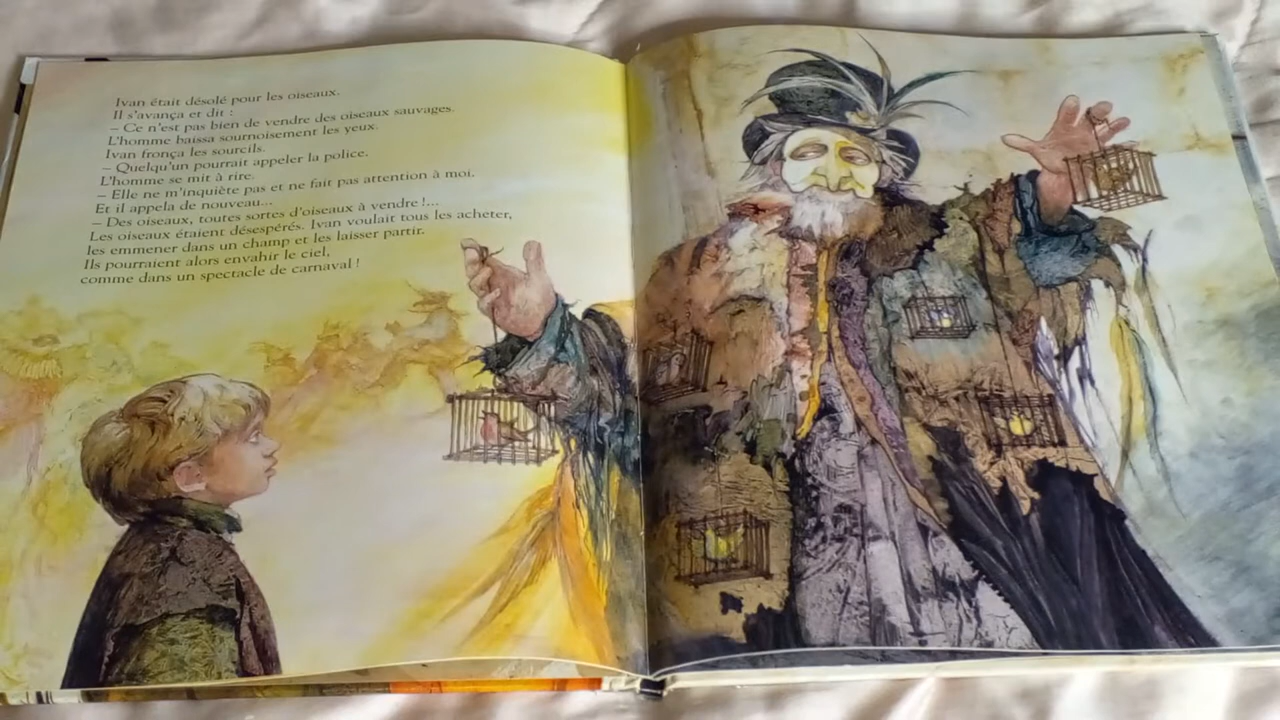 Ivan était désolé pour les oiseaux.
Il s'avança et dit :
– Ce n'est pas bien de vendre des oiseaux sauvages.
L'homme baissa sournoisement les yeux.
Ivan fronça les sourcils.
– Quelqu'un pourrait appeler la police.
L'homme se mit à rire.
– Elle ne m'inquiète pas et ne fait pas attention à moi.
Et il appela de nouveau…
– Des oiseaux, toutes sortes d'oiseaux à vendre !…
Les oiseaux étaient désespérés. Ivan voulait tous les acheter,
les emmener dans un champ et les laisser partir.
Ils pourraient alors envahir le ciel,
comme dans un spectacle de carnaval !